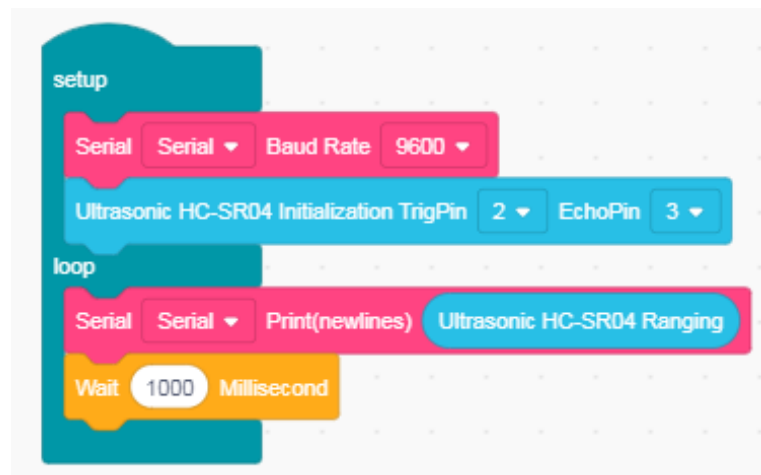 setup
Serial Serial Baud Rate 9600
Ultrasonic HC-SR04 Initialization TrigPin 2 EchoPin 3
loop
Serial Serial Print(newlines) Ultrasonic HC-SR04 Ranging
Wait 1000 Millisecond